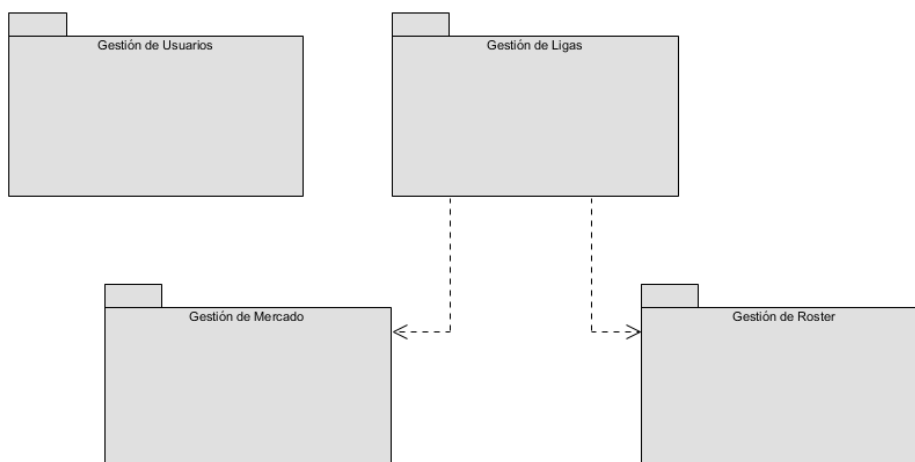 Gestión de Usuarios
Gestión de Ligas
Gestión de Mercado
Gestión de Roster